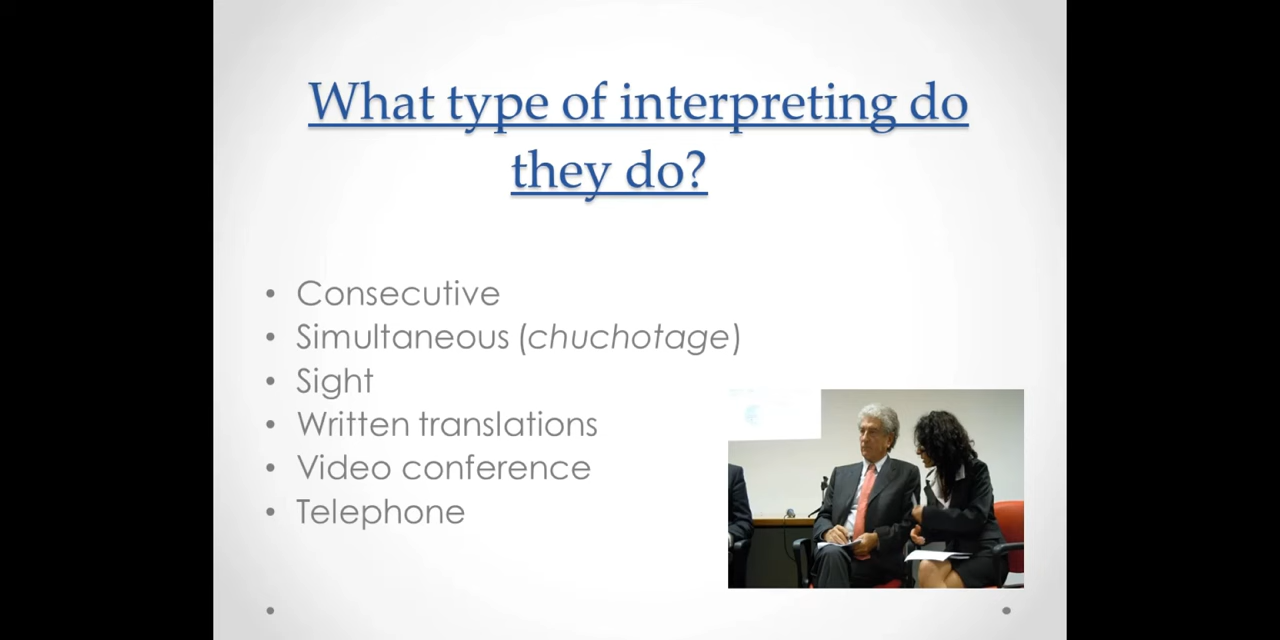 What type of interpreting do
they do?
• Consecutive
• Simultaneous (chuchotage)
• Sight
• Written translations
• Video conference
• Telephone